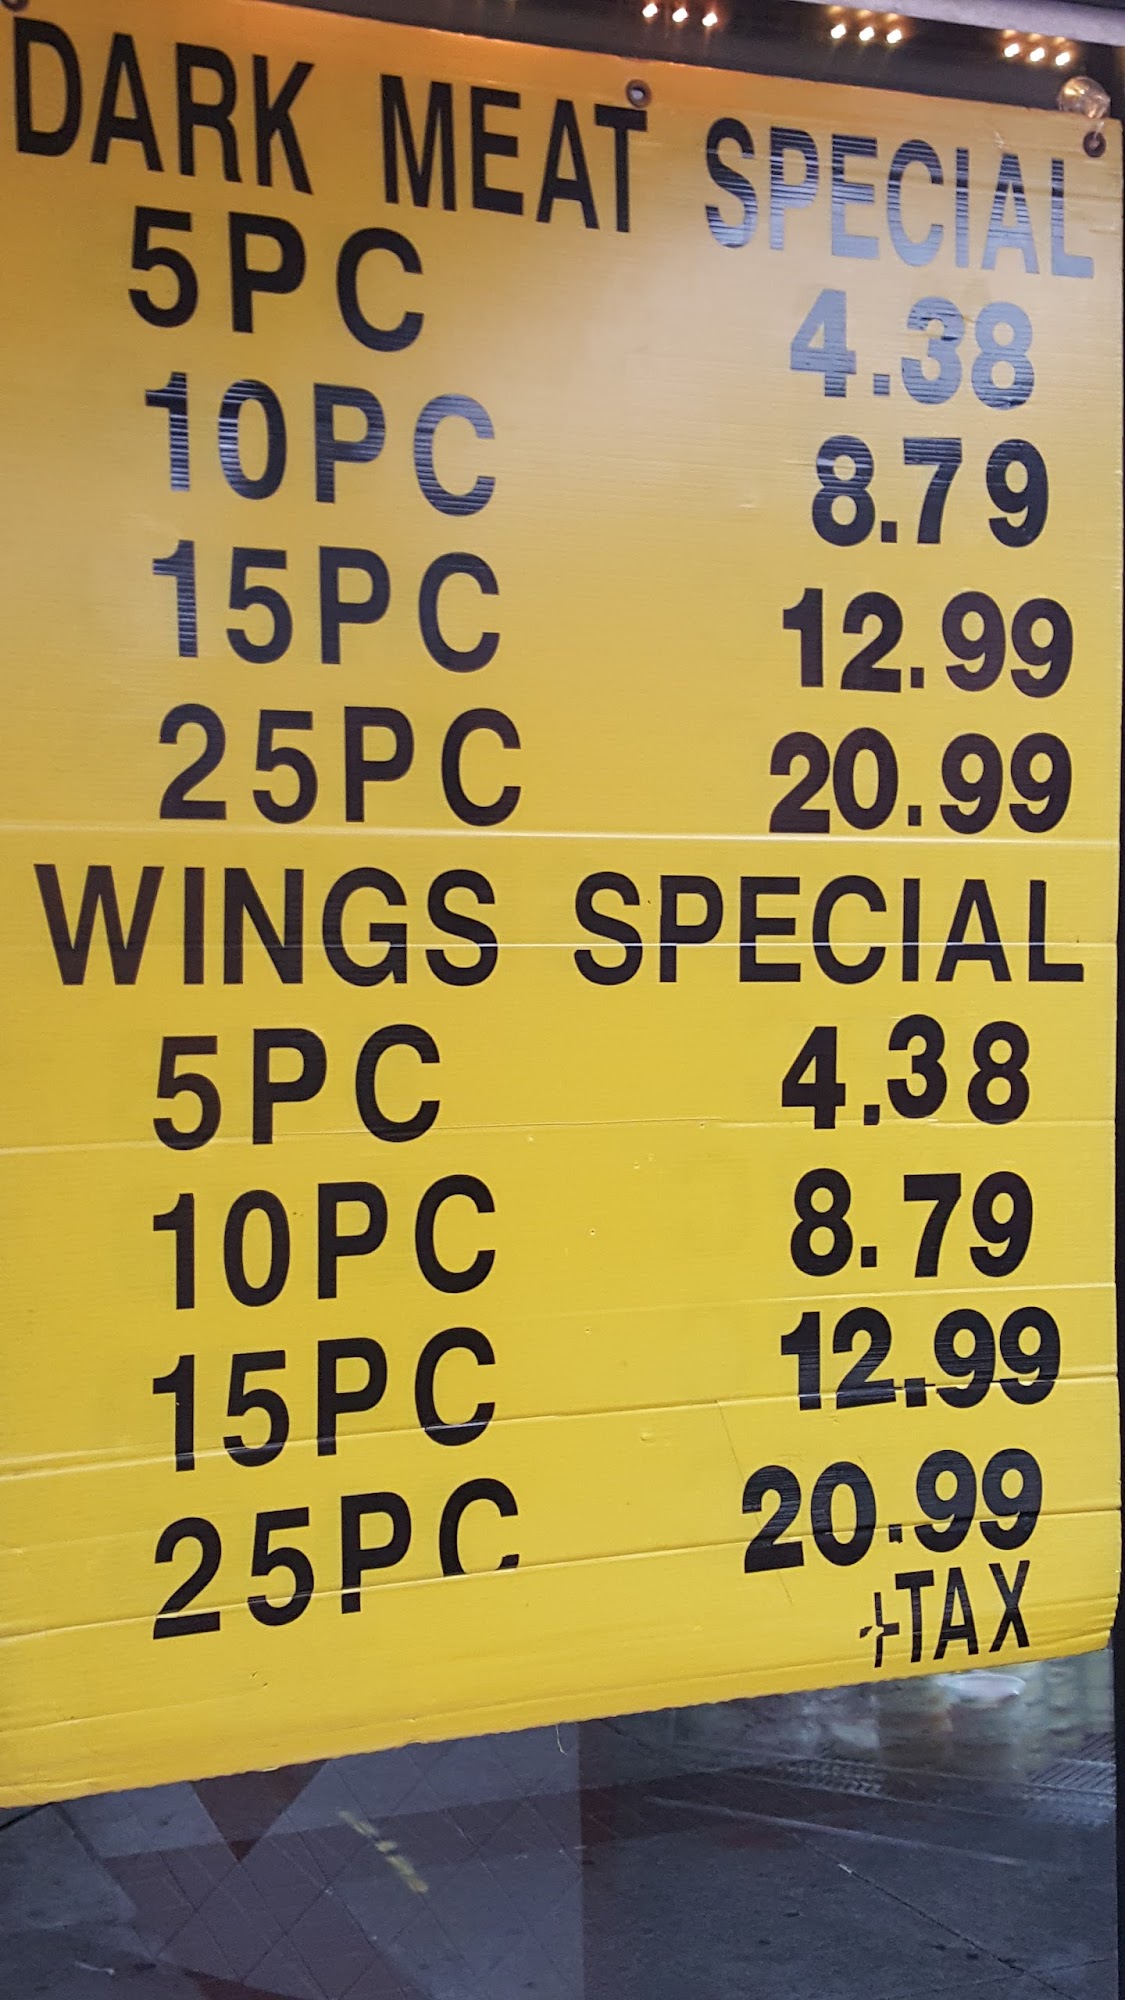 DARK MEAT SPECIAL
5PC 4.38
10PC 8.79
15PC 12.99
25PC 20.99
WINGS SPECIAL
5PC 4.38
10PC 8.79
15PC 12.99
25PC 20.99
+TAX